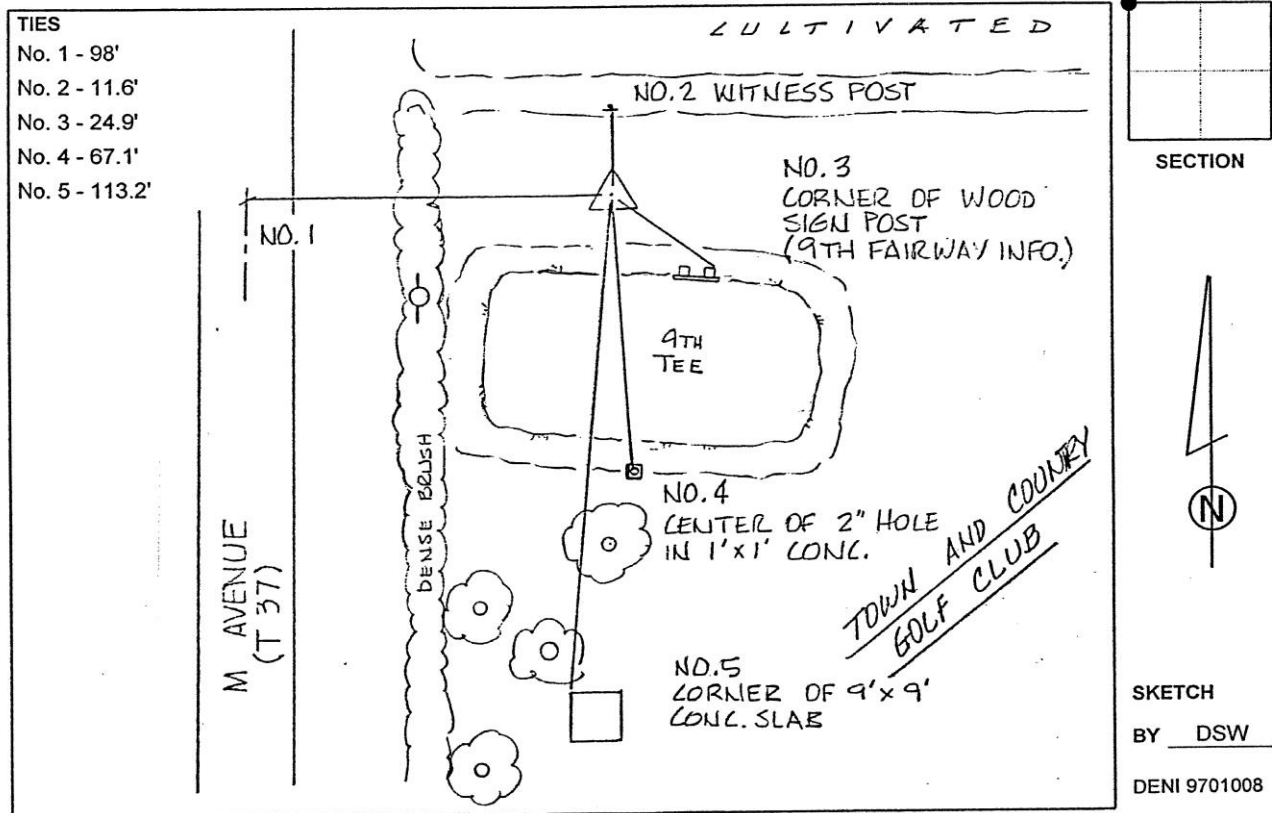 TIES
No. 1 - 98'
No. 2 - 11.6'
No. 3 - 24.9'
No. 4 - 67.1'
No. 5 - 113.2'
CULTIVATED
NO.2 WITNESS POST
NO. 3
CORNER OF WOOD
SIGN POST
(9TH FAIRWAY INFO.)
NO. 1
9TH
TEE
DENSE BRUSH
M AVENUE
(T 37)
NO.4
CENTER OF 2" HOLE
IN 1'x1' CONC.
TOWN AND COUNTRY
GOLF CLUB
NO.5
CORNER OF 9'x9'
CONC. SLAB
SECTION
N
SKETCH
BY DSW
DENI 9701008